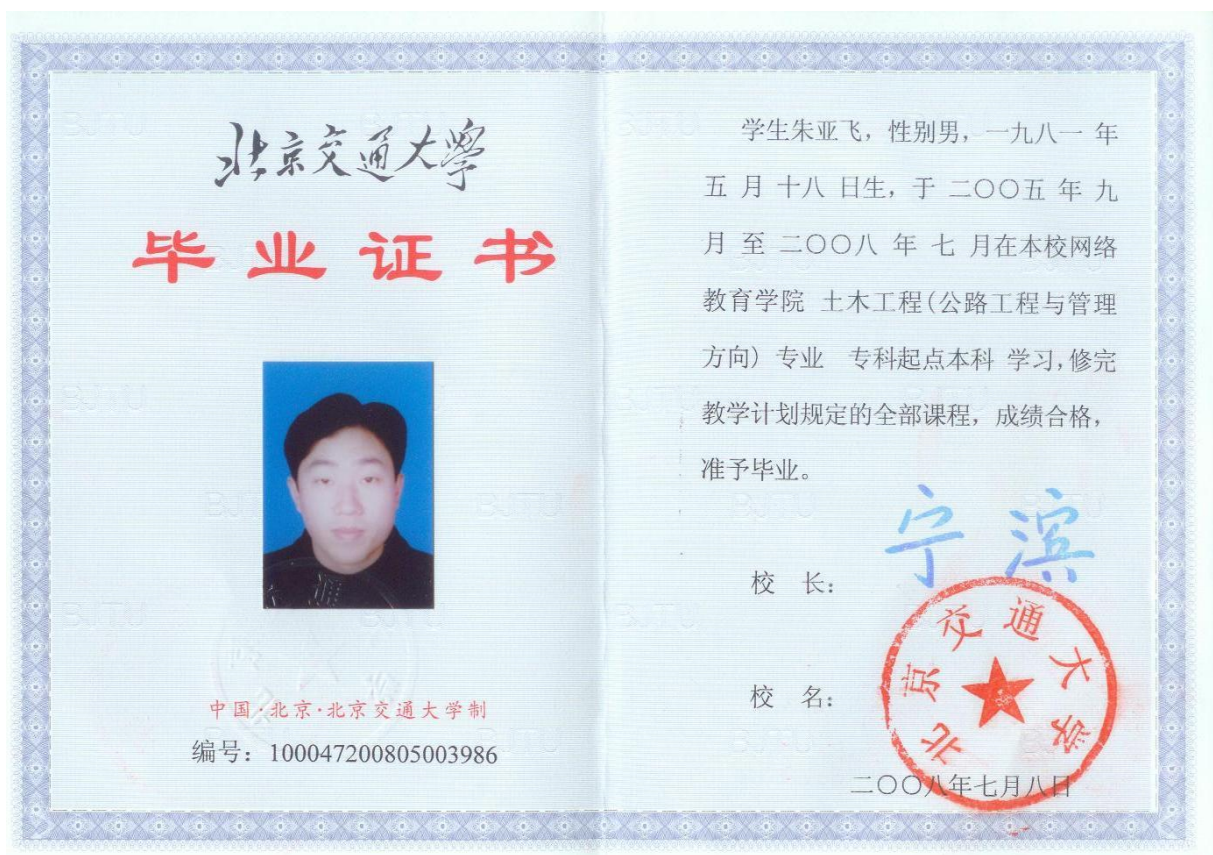 北京交通大學
毕业证书
中国·北京·北京交通大学制
编号：100047200805003986
学生朱亚飞，性别男，一九八一 年
五 月 十八 日生，于 二〇〇五 年 九
月 至 二〇〇八 年 七 月在本校网络
教育学院 土木工程(公路工程与管理
方向) 专业 专科起点本科 学习,修完
教学计划规定的全部课程，成绩合格，
准予毕业。
宁滨
校 长：
北京交通大学
校 名：
二〇〇八年七月八日